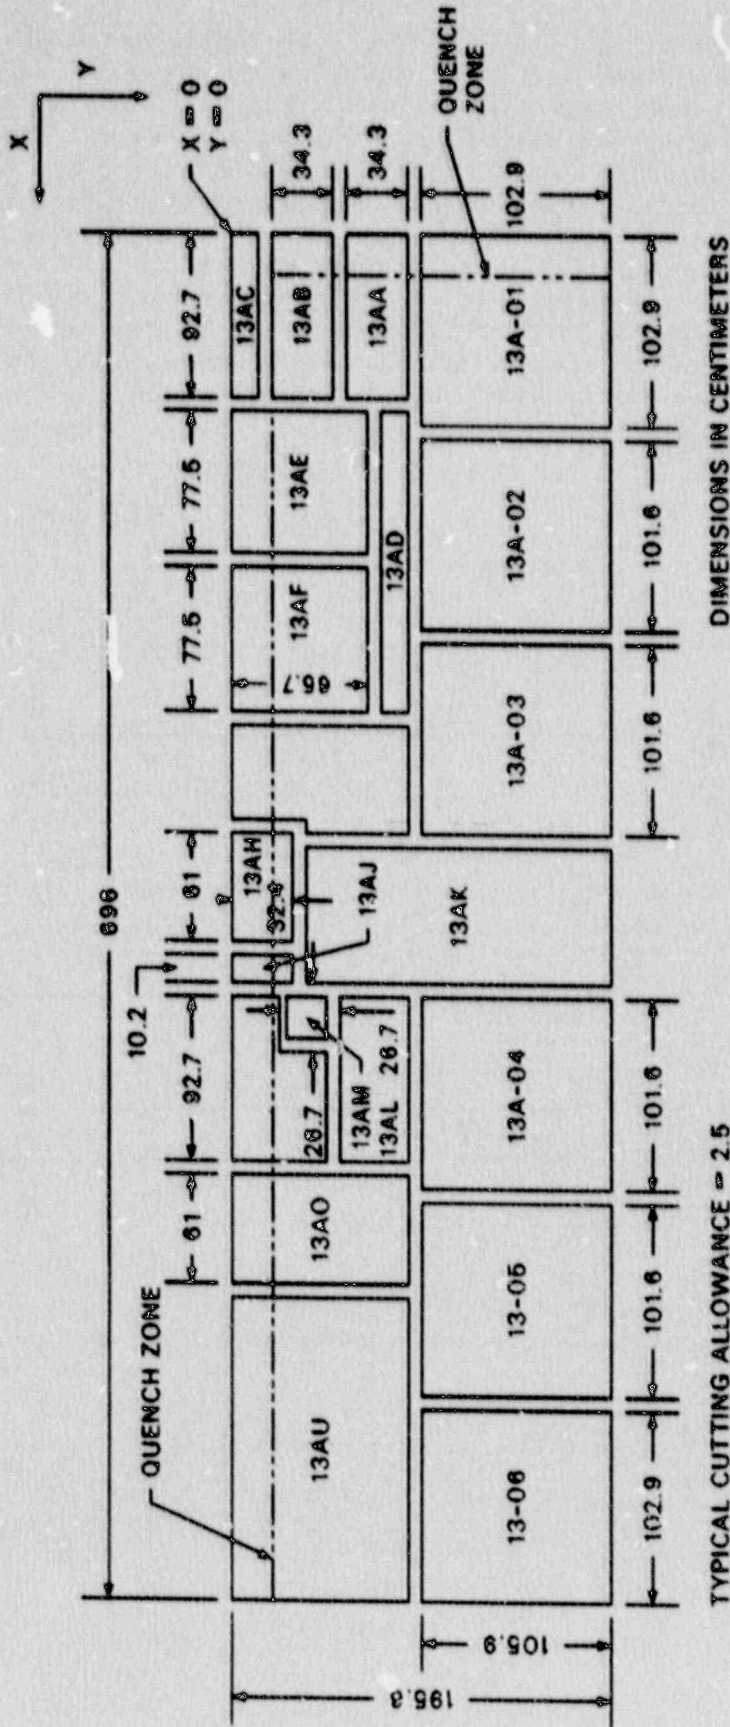 X
Y
X = 0
Y = 0
696
10.2
61
92.7
61
77.5
77.5
92.7
QUENCH ZONE
QUENCH
ZONE
34.3
34.3
102.9
13AC
13AB
13AA
13AE
13AF
66.7
13AD
13AH
32.4
13AJ
13AK
26.7
13AM
13AL
26.7
13AO
13AU
13A-01
13A-02
13A-03
13A-04
13-05
13-06
195.3
105.9
102.9
101.6
101.6
101.6
101.6
102.9
TYPICAL CUTTING ALLOWANCE = 2.5
DIMENSIONS IN CENTIMETERS